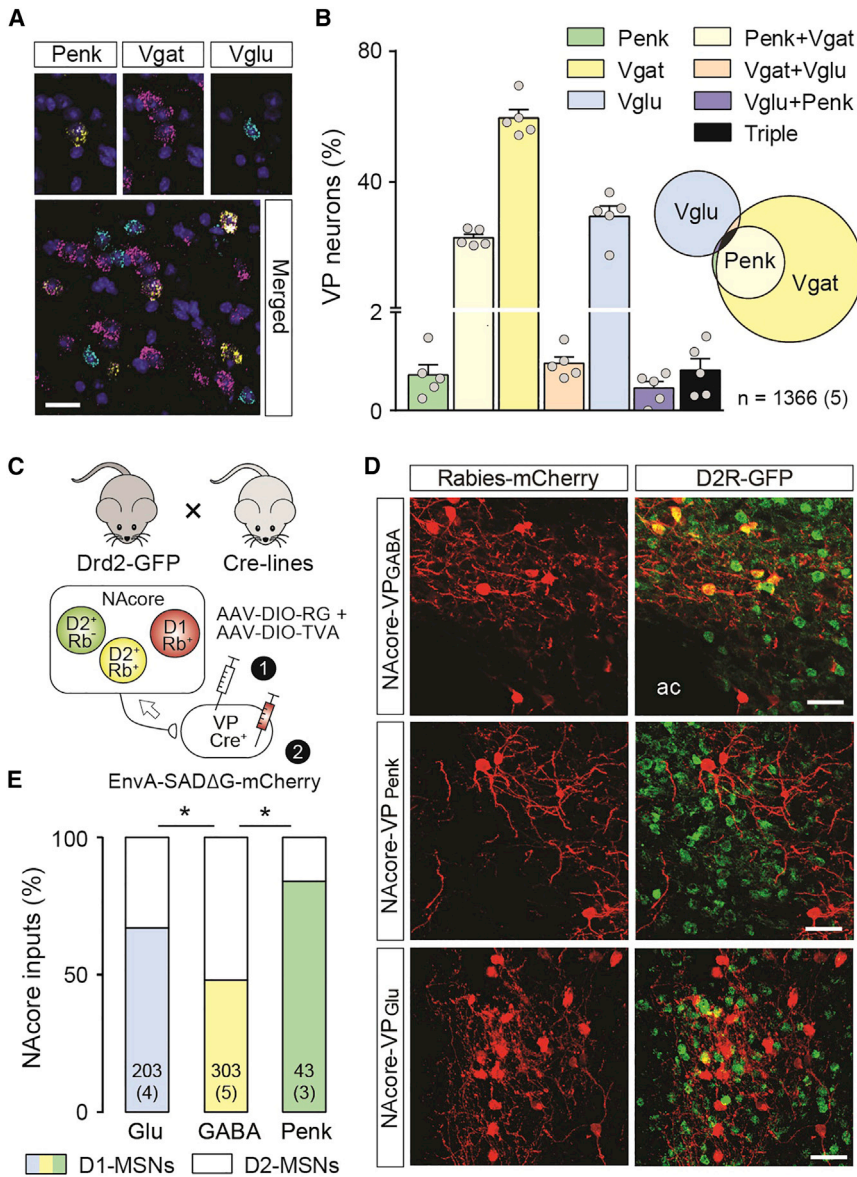 A
Penk
Vgat
Vglu
Merged
B
VP neurons (%)
80
40
2
0
Penk
Vgat
Vglu
Penk+Vgat
Vgat+Vglu
Vglu+Penk
Triple
Vglu
Penk
Vgat
n = 1366 (5)
C
Drd2-GFP
×
Cre-lines
NAcore
D2+
Rb-
D2+
Rb+
D1
Rb+
AAV-DIO-RG +
AAV-DIO-TVA
1
VP
Cre+
2
EnvA-SADΔG-mCherry
D
Rabies-mCherry
D2R-GFP
NAcore-VPGABA
ac
NAcore-VPPenk
NAcore-VPGlu
E
NAcore inputs (%)
100
50
0
*
*
203
(4)
303
(5)
43
(3)
Glu
GABA
Penk
D1-MSNs
D2-MSNs